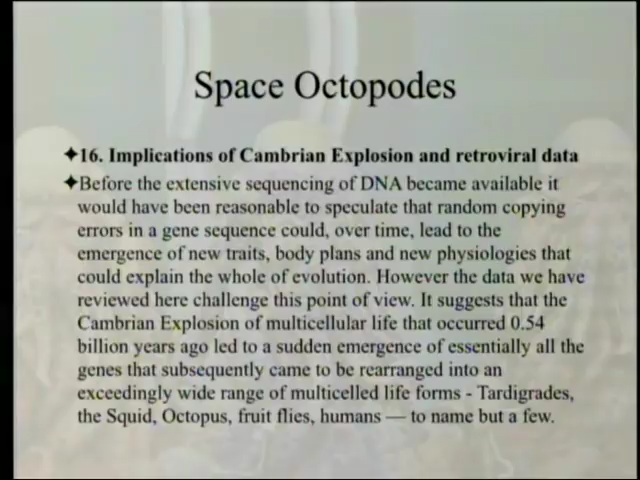 Space Octopodes
✦16. Implications of Cambrian Explosion and retroviral data
✦Before the extensive sequencing of DNA became available it
would have been reasonable to speculate that random copying
errors in a gene sequence could, over time, lead to the
emergence of new traits, body plans and new physiologies that
could explain the whole of evolution. However the data we have
reviewed here challenge this point of view. It suggests that the
Cambrian Explosion of multicellular life that occurred 0.54
billion years ago led to a sudden emergence of essentially all the
genes that subsequently came to be rearranged into an
exceedingly wide range of multicelled life forms - Tardigrades,
the Squid, Octopus, fruit flies, humans — to name but a few.